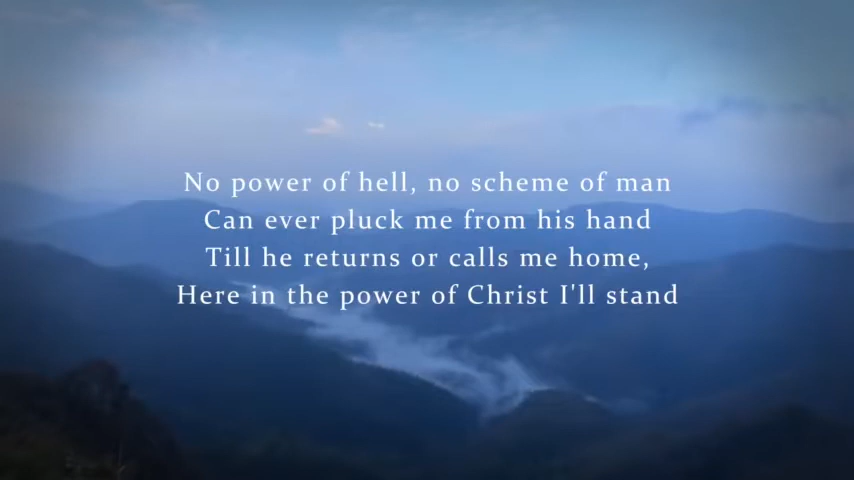 No power of hell, no scheme of man
Can ever pluck me from his hand
Till he returns or calls me home,
Here in the power of Christ I'll stand